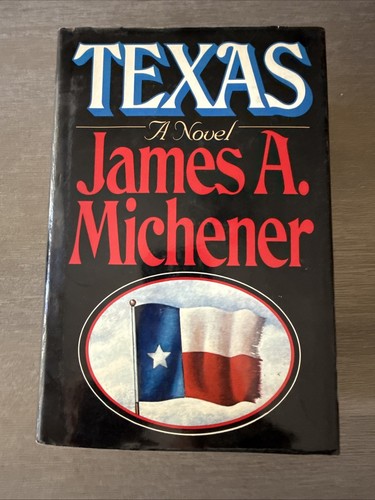 TEXAS
A Novel
James A.
Michener